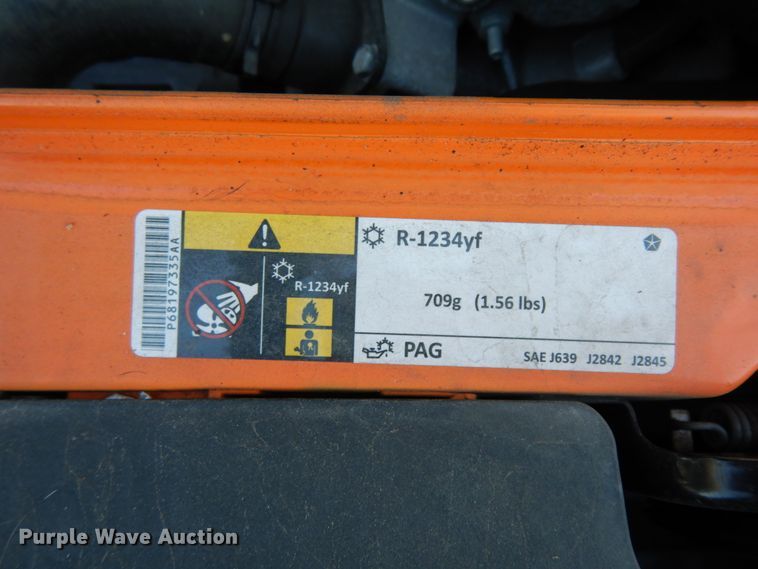 P68197335AA
R-1234yf
R-1234yf
709g (1.56 lbs)
PAG
SAE J639 J2842 J2845
Purple Wave Auction®